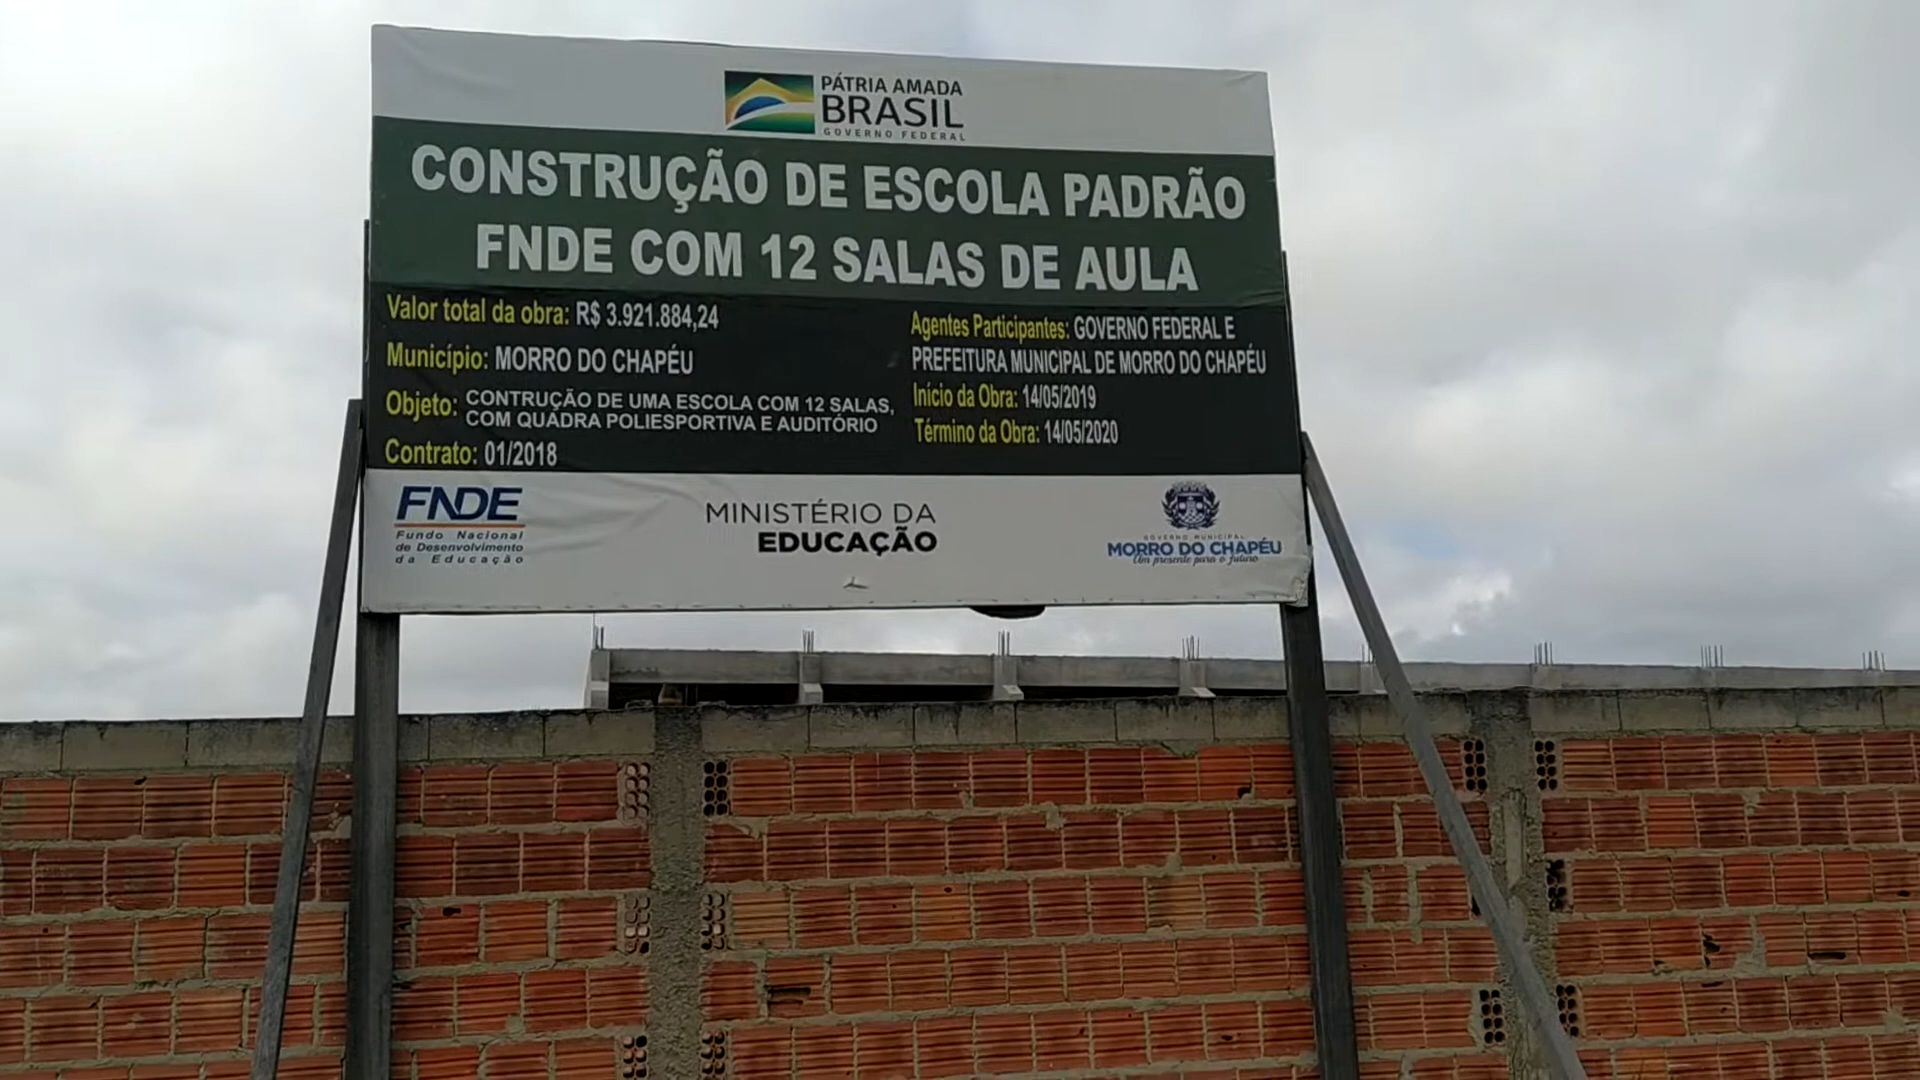 PÁTRIA AMADA
BRASIL
GOVERNO FEDERAL
CONSTRUÇÃO DE ESCOLA PADRÃO
FNDE COM 12 SALAS DE AULA
Valor total da obra: R$ 3.921.884,24
Município: MORRO DO CHAPÉU
Objeto: CONTRUÇÃO DE UMA ESCOLA COM 12 SALAS,
COM QUADRA POLIESPORTIVA E AUDITÓRIO
Contrato: 01/2018
Agentes Participantes: GOVERNO FEDERAL E
PREFEITURA MUNICIPAL DE MORRO DO CHAPÉU
Início da Obra: 14/05/2019
Término da Obra: 14/05/2020
FNDE
Fundo Nacional
de Desenvolvimento
da Educação
MINISTÉRIO DA
EDUCAÇÃO
GOVERNO MUNICIPAL
MORRO DO CHAPÉU
Um presente para o futuro